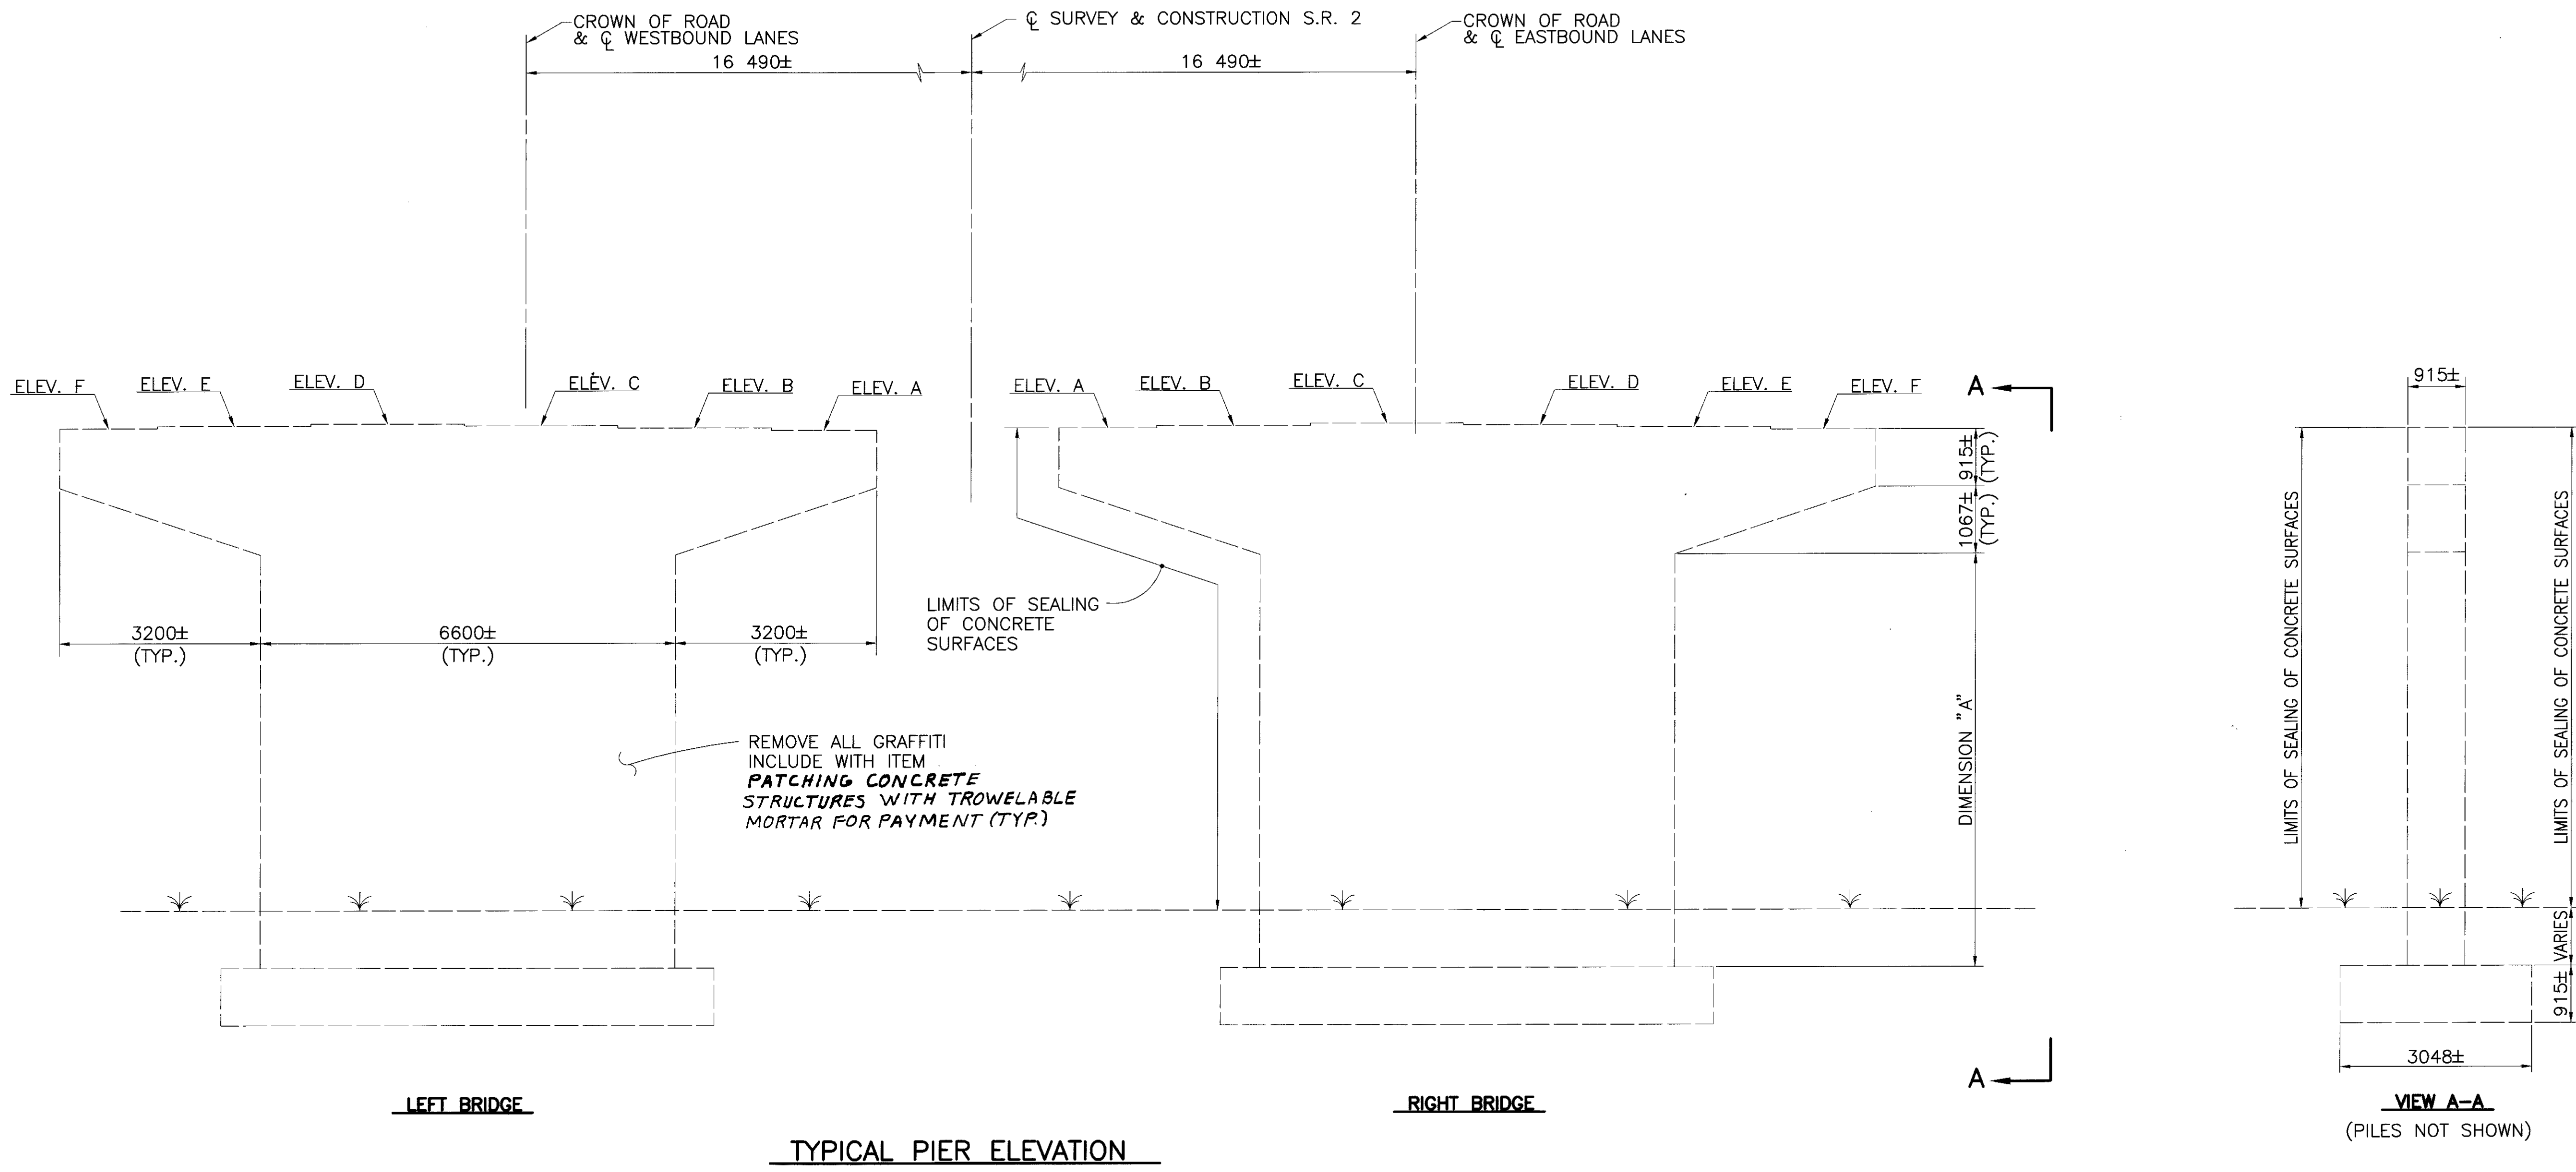 CROWN OF ROAD
& ℄ WESTBOUND LANES
℄ SURVEY & CONSTRUCTION S.R. 2
CROWN OF ROAD
& ℄ EASTBOUND LANES
16 490±
16 490±
ELEV. F
ELEV. E
ELEV. D
ELEV. C
ELEV. B
ELEV. A
ELEV. A
ELEV. B
ELEV. C
ELEV. D
ELEV. E
ELEV. F
A
915±
915±
(TYP.)
1067±
(TYP.)
3200±
(TYP.)
6600±
(TYP.)
3200±
(TYP.)
LIMITS OF SEALING
OF CONCRETE
SURFACES
REMOVE ALL GRAFFITI
INCLUDE WITH ITEM
PATCHING CONCRETE
STRUCTURES WITH TROWELABLE
MORTAR FOR PAYMENT (TYP.)
DIMENSION "A"
LIMITS OF SEALING OF CONCRETE SURFACES
LIMITS OF SEALING OF CONCRETE SURFACES
VARIES
915±
3048±
A
LEFT BRIDGE
RIGHT BRIDGE
VIEW A-A
(PILES NOT SHOWN)
TYPICAL PIER ELEVATION